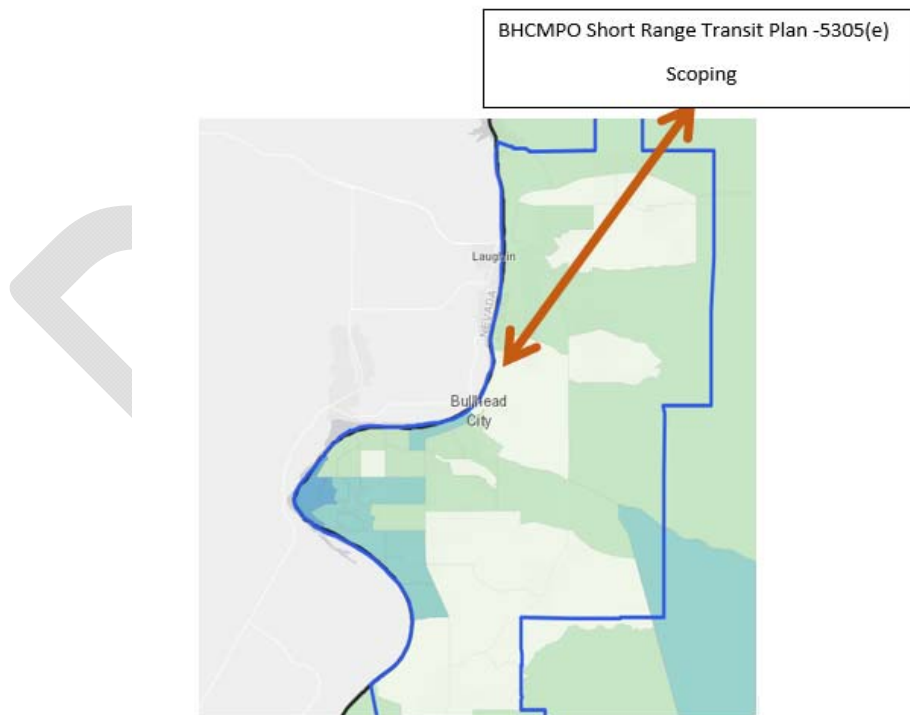 BHCMPO Short Range Transit Plan -5305(e)
Scoping
Laughlin
NEVADA
Bullhead
City